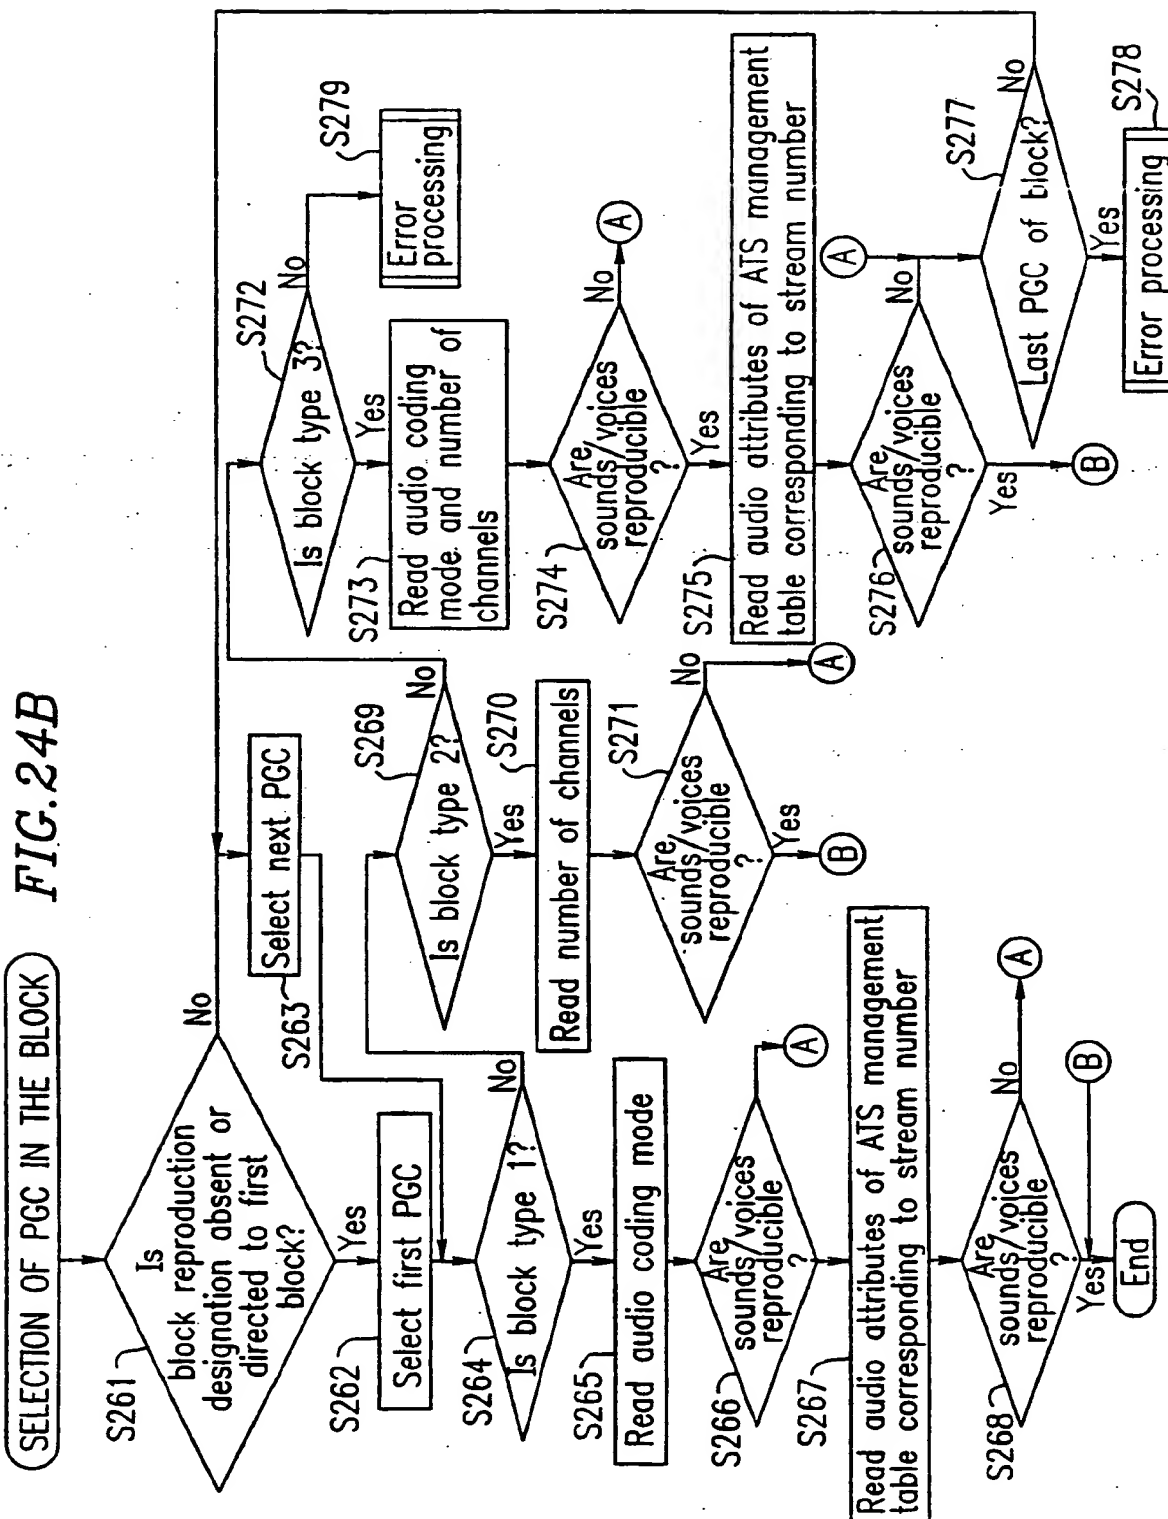 FIG.24B
SELECTION OF PGC IN THE BLOCK
S261
Is
block reproduction
designation absent or
directed to first
block?
No
Yes
S262
Select first PGC
S263
Select next PGC
S264
Is block type 1?
No
Yes
S265
Read audio coding mode
S266
Are
sounds/voices
reproducible
?
A
S267
Read audio attributes of ATS management
table corresponding to stream number
S268
Are
sounds/voices
reproducible
?
No
A
Yes
B
End
S269
Is block type 2?
No
Yes
S270
Read number of channels
S271
Are
sounds/voices
reproducible
?
No
A
Yes
B
S272
Is block type 3?
No
S279
Error
processing
Yes
S273
Read audio coding
mode and number of
channels
S274
Are
sounds/voices
reproducible
?
No
A
Yes
S275
Read audio attributes of ATS management
table corresponding to stream number
S276
Are
sounds/voices
reproducible
?
No
A
Yes
B
S277
Last PGC of block?
No
Yes
S278
Error processing